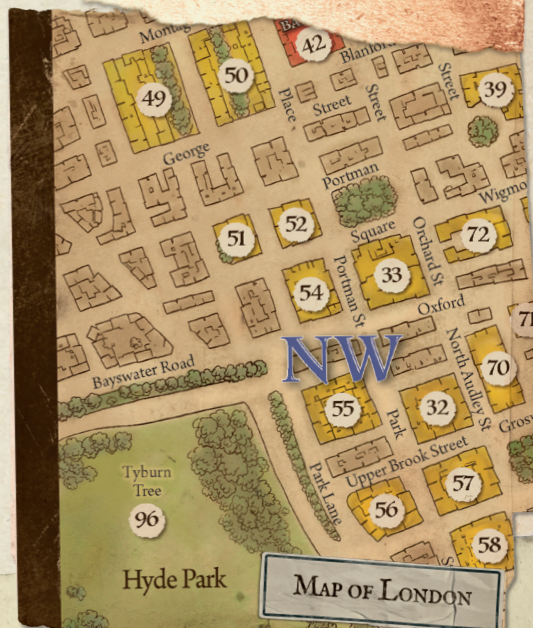 Montag
BA
42
Blanfor
50
49
39
Place
Street
Street
Street
George
Portman
Wigmo
51
52
Square
Orchard St
72
54
33
Portman St
Oxford
71
NW
North Audley St
Bayswater Road
70
55
32
Park
Gros
Upper Brook Street
Park Lane
57
Tyburn
Tree
96
56
58
S
Hyde Park
MAP OF LONDON